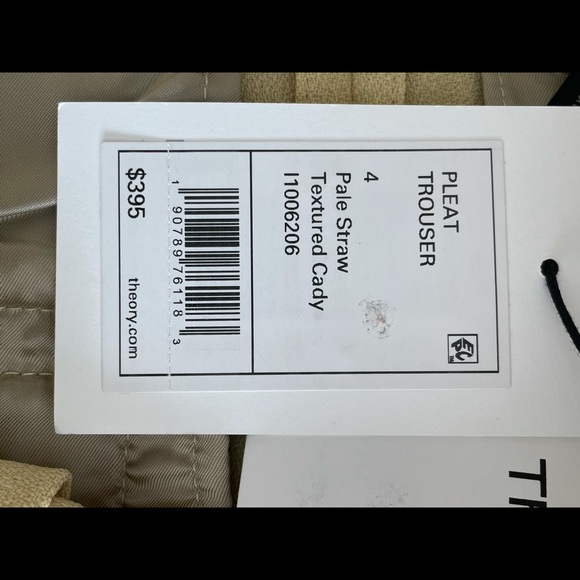 PLEAT
TROUSER
4
Pale Straw
Textured Cady
I1006206
1 90789 76118 3
$395
theory.com